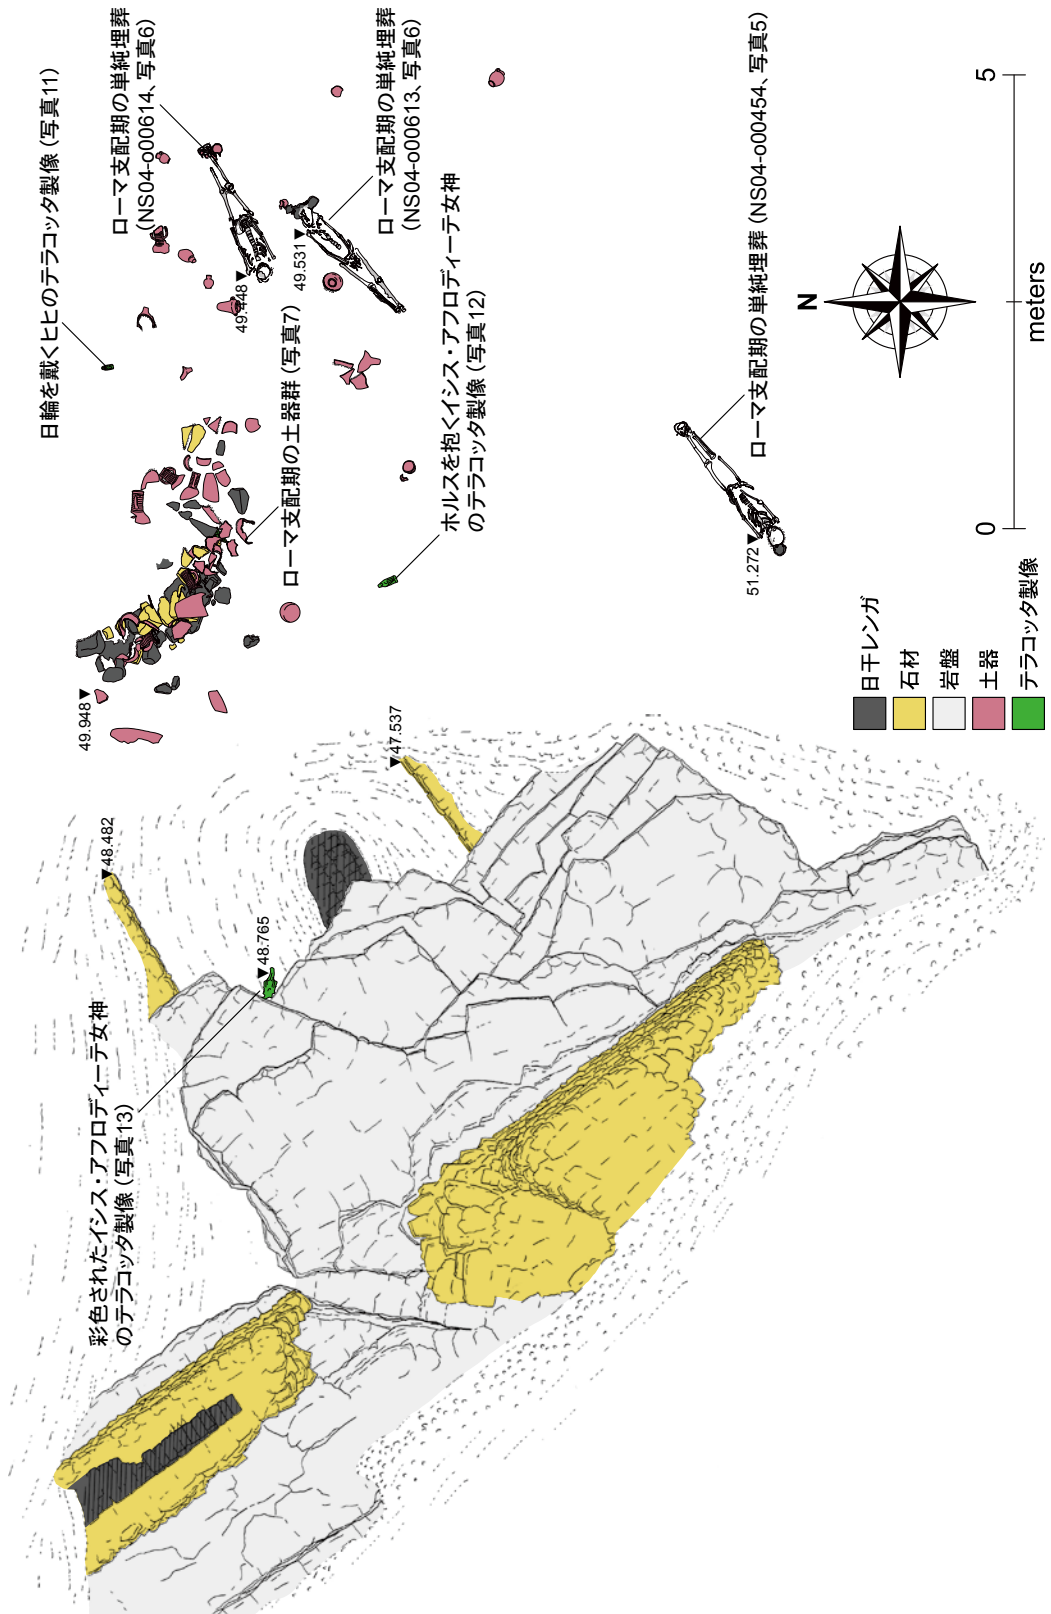 日輪を戴くヒヒのテラコッタ製像（写真11）
ローマ支配期の単純埋葬
（NS04-o00614、写真6）
ローマ支配期の単純埋葬
（NS04-o00613、写真6）
49.448
49.531
ローマ支配期の土器群（写真7）
ホルスを抱くイシス・アフロディーテ女神
のテラコッタ製像（写真12）
ローマ支配期の単純埋葬（NS04-o00454、写真5）
51.272
49.948
48.482
47.537
48.765
彩色されたイシス・アフロディーテ女神
のテラコッタ製像（写真13）
N
0
5
meters
日干レンガ
石材
岩盤
土器
テラコッタ製像